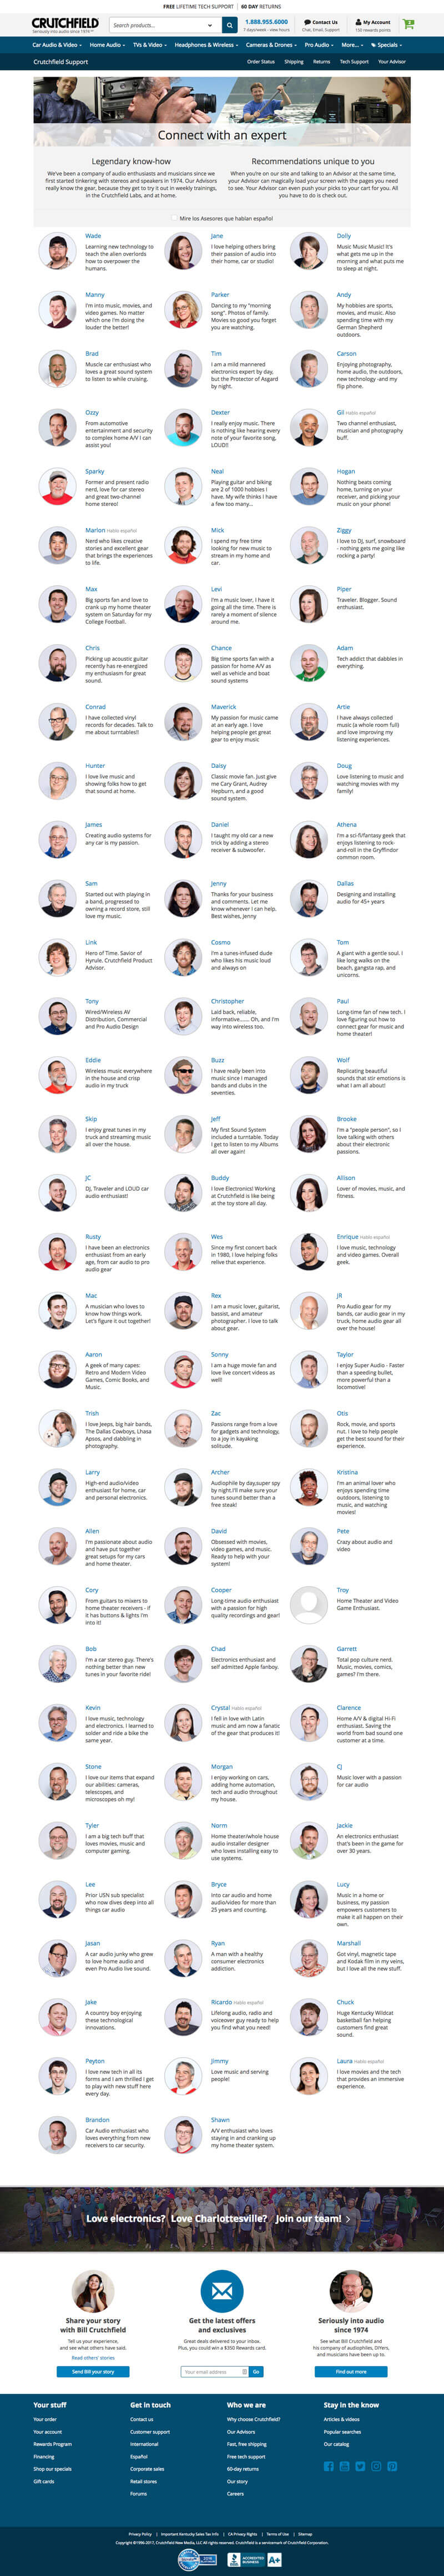 FREE LIFETIME TECH SUPPORT | 60 DAY RETURNS
CRUTCHFIELD
Seriously into audio since 1974
Search products...
1.888.955.6000
7 days/week - view hours
Contact Us
Chat, Email, Support
My Account
130 rewards points
Car Audio & Video Home Audio TVs & Video Headphones & Wireless Cameras & Drones Pro Audio More... Specials
Crutchfield Support
Order Status Shipping Returns Tech Support Your Advisor
Connect with an expert
Legendary know-how
We've been a company of audio enthusiasts and musicians since we
first started tinkering with stereos and speakers in 1974. Our Advisors
really know the gear, because they get to try it out in weekly trainings,
in the Crutchfield Labs, and at home.
Recommendations unique to you
When you're on our site and talking to an Advisor at the same time,
your Advisor can magically load your screen with the pages you need
to see. Your Advisor can even push your picks to your cart for you. All
you have to do is check out.
Mire los Asesores que hablan español
Wade
Learning new technology to
teach the alien overlords
how to overpower the
humans.
Jane
I love helping others bring
their passion of audio into
their home, car or studio!
Dolly
Music Music Music! It's
what gets me up in the
morning and what puts me
to sleep at night.
Manny
I'm into music, movies, and
video games. No matter
which one I'm doing the
louder the better!
Parker
Dancing to my "morning
song". Photos of family.
Movies so good you forget
you are watching.
Andy
My hobbies are sports,
movies, and music. Also
spending time with my
German Shepherd
outdoors.
Brad
Muscle car enthusiast who
loves a great sound system
to listen to while cruising.
Tim
I am a mild mannered
electronics expert by day,
but the Protector of Asgard
by night.
Carson
Enjoying photography,
home audio, the outdoors,
new technology -and my
flip phone.
Ozzy
From automotive
entertainment and security
to complex home A/V I can
assist you!
Dexter
I really enjoy music. There
is nothing like hearing every
note of your favorite song,
LOUD!!
Gil Hablo español
Two channel enthusiast,
musician and photography
buff.
Sparky
Former and present radio
nerd, love for car stereo
and great two-channel
home stereo!
Neal
Playing guitar and biking
are 2 of 1000 hobbies I
have. My wife thinks I have
a few too many...
Hogan
Nothing beats coming
home, turning on your
receiver, and picking your
music on your phone!
Marlon Hablo español
Nerd who likes creative
stories and excellent gear
that brings the experiences
to life.
Mick
I spend my free time
looking for new music to
stream in my home and
car.
Ziggy
I love to DJ, surf, snowboard
- nothing gets me going like
rocking a party!
Max
Big sports fan and love to
crank up my home theater
system on Saturday for my
College Football.
Levi
I'm a music lover, I have it
going all the time. There is
rarely a moment of silence
around me.
Piper
Traveler. Blogger. Sound
enthusiast.
Chris
Picking up acoustic guitar
recently has re-energized
my enthusiasm for great
sound.
Chance
Big time sports fan with a
passion for home A/V as
well as vehicle and boat
sound systems
Adam
Tech addict that dabbles in
everything.
Conrad
I have collected vinyl
records for decades. Talk to
me about turntables!!
Maverick
My passion for music came
at an early age. I love
helping people get great
gear to enjoy music
Artie
I have always collected
music (a whole room full)
and love improving my
listening experiences.
Hunter
I love live music and
showing folks how to get
that sound at home.
Daisy
Classic movie fan. Just give
me Cary Grant, Audrey
Hepburn, and a good
sound system.
Doug
Love listening to music and
watching movies with my
family!
James
Creating audio systems for
any car is my passion.
Daniel
I taught my old car a new
trick by adding a stereo
receiver & subwoofer.
Athena
I'm a sci-fi/fantasy geek that
enjoys listening to rock-
and-roll in the Gryffindor
common room.
Sam
Started out with playing in
a band, progressed to
owning a record store, still
love my music.
Jenny
Thanks for your business
and comments. Let me
know whenever I can help.
Best wishes, Jenny
Dallas
Designing and installing
audio for 45+ years
Link
Hero of Time. Savior of
Hyrule. Crutchfield Product
Advisor.
Cosmo
I'm a tunes-infused dude
who likes his music loud
and always on
Tom
A giant with a gentle soul. I
like long walks on the
beach, gangsta rap, and
unicorns.
Tony
Wired/Wireless AV
Distribution, Commercial
and Pro Audio Design
Christopher
Laid back, reliable,
informative...... Oh, and I'm
way into wireless too.
Paul
Long-time fan of new tech. I
love figuring out how to
connect gear for music and
home theater!
Eddie
Wireless music everywhere
in the house and crisp
audio in my truck
Buzz
I have really been into
music since I managed
bands and clubs in the
seventies.
Wolf
Replicating beautiful
sounds that stir emotions is
what I am all about!
Skip
I enjoy great tunes in my
truck and streaming music
all over the house.
Jeff
My first Sound System
included a turntable. Today
I get to listen to my Albums
all over again!
Brooke
I'm a "people person", so I
love talking with others
about their electronic
passions.
JC
DJ, Traveler and LOUD car
audio enthusiast!
Buddy
I love Electronics! Working
at Crutchfield is like being
at the toy store all day.
Allison
Lover of movies, music, and
fitness.
Rusty
I have been an electronics
enthusiast from an early
age, from car audio to pro
audio gear
Wes
Since my first concert back
in 1980, I love helping folks
relive that experience.
Enrique Hablo español
I love music, technology
and video games. Overall
geek.
Mac
A musician who loves to
know how things work.
Let's figure it out together!
Rex
I am a music lover, guitarist,
bassist, and amateur
photographer. I love to talk
about gear.
JR
Pro Audio gear for my
bands, car audio gear in my
truck, home audio gear all
over the house!
Aaron
A geek of many capes:
Retro and Modern Video
Games, Comic Books, and
Music.
Sonny
I am a huge movie fan and
love live concert videos as
well!
Taylor
I enjoy Super Audio - Faster
than a speeding bullet,
more powerful than a
locomotive!
Trish
I love Jeeps, big hair bands,
The Dallas Cowboys, Lhasa
Apsos, and dabbling in
photography.
Zac
Passions range from a love
for gadgets and technology,
to a joy in kayaking
solitude.
Otis
Rock, movie, and sports
nut. I love to help people
get the best sound for their
experience.
Larry
High-end audio/video
enthusiast for home, car
and personal electronics.
Archer
Audiophile by day,super spy
by night.I'll make sure your
tunes sound better than a
free steak!
Kristina
I'm an animal lover who
enjoys spending time
outdoors, listening to
music, and watching
movies!
Allen
I'm passionate about audio
and have put together
great setups for my cars
and home theater.
David
Obsessed with movies,
video games, and music.
Ready to help with your
system!
Pete
Crazy about audio and
video
Cory
From guitars to mixers to
home theater receivers - if
it has buttons & lights I'm
into it!
Cooper
Long-time audio enthusiast
with a passion for high
quality recordings and gear!
Troy
Home Theater and Video
Game Enthusiast.
Bob
I'm a car stereo guy. There's
nothing better than new
tunes in your favorite ride!
Chad
Electronics enthusiast and
self admitted Apple fanboy.
Garrett
Total pop culture nerd.
Music, movies, comics,
games? I'm there.
Kevin
I love music, technology
and electronics. I learned to
solder and ride a bike the
same year.
Crystal Hablo español
I fell in love with Latin
music and am now a fanatic
of the gear that produces it!
Clarence
Home A/V & digital Hi-Fi
enthusiast. Saving the
world from bad sound one
customer at a time.
Stone
I love our items that expand
our abilities: cameras,
telescopes, and
microscopes oh my!
Morgan
I enjoy working on cars,
adding home automation,
tech and audio throughout
my house.
CJ
Music lover with a passion
for car audio
Tyler
I am a big tech buff that
loves movies, music and
computer gaming.
Norm
Home theater/whole house
audio installer designer
who loves installing easy to
use systems.
Jackie
An electronics enthusiast
that's been in the game for
over 30 years.
Lee
Prior USN sub specialist
who now dives deep into all
things car audio
Bryce
Into car audio and home
audio/video for more than
25 years and counting.
Lucy
Music in a home or
business, my passion
empowers customers to
make it all happen on their
own.
Jasan
A car audio junky who grew
to love home audio and
even Pro Audio live sound.
Ryan
A man with a healthy
consumer electronics
addiction.
Marshall
Got vinyl, magnetic tape
and Kodak film in my veins,
but I love all the new stuff.
Jake
A country boy enjoying
these technological
innovations.
Ricardo Hablo español
Lifelong audio, radio and
voiceover guy ready to help
you find what you need!
Chuck
Huge Kentucky Wildcat
basketball fan helping
customers find great
sound.
Peyton
I love new tech in all its
forms and I am thrilled I get
to play with new stuff here
every day.
Jimmy
Love music and serving
people!
Laura Hablo español
I love movies and the tech
that provides an immersive
experience.
Brandon
Car Audio enthusiast who
loves everything from new
receivers to car security.
Shawn
A/V enthusiast who loves
staying in and cranking up
my home theater system.
Love electronics? Love Charlottesville? Join our team!
Share your story
with Bill Crutchfield
Tell us your experience,
and see what others have said.
Read others' stories
Send Bill your story
Get the latest offers
and exclusives
Great deals delivered to your inbox.
Plus, you could win a $350 Rewards card.
Your email address
Go
Seriously into audio
since 1974
See what Bill Crutchfield and
his company of audiophiles, DIYers,
and musicians have been up to.
Find out more
Your stuff
Your order
Your account
Rewards Program
Financing
Shop our specials
Gift cards
Get in touch
Contact us
Customer support
International
Español
Corporate sales
Retail stores
Forums
Who we are
Why choose Crutchfield?
Our Advisors
Fast, free shipping
Free tech support
60-day returns
Our story
Careers
Stay in the know
Articles & videos
Popular searches
Our catalog
Privacy Policy | Important Kentucky Sales Tax Info | CA Privacy Rights | Terms of Use | Sitemap
Copyright ©1996-2017, Crutchfield New Media, LLC All rights reserved. Crutchfield is a servicemark of Crutchfield Corporation.
BBB
ACCREDITED
BUSINESS
A+